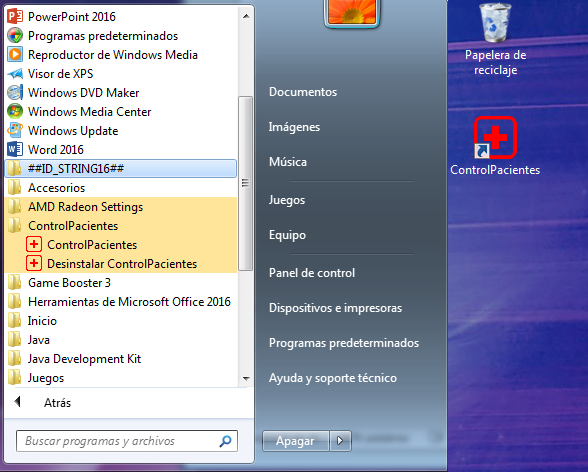 PowerPoint 2016
Programas predeterminados
Reproductor de Windows Media
Visor de XPS
Windows DVD Maker
Windows Media Center
Windows Update
Word 2016
##ID_STRING16##
Accesorios
AMD Radeon Settings
ControlPacientes
ControlPacientes
Desinstalar ControlPacientes
Game Booster 3
Herramientas de Microsoft Office 2016
Inicio
Java
Java Development Kit
Juegos
Atrás
Buscar programas y archivos
Documentos
Imágenes
Música
Juegos
Equipo
Panel de control
Dispositivos e impresoras
Programas predeterminados
Ayuda y soporte técnico
Apagar
Papelera de
reciclaje
ControlPacientes